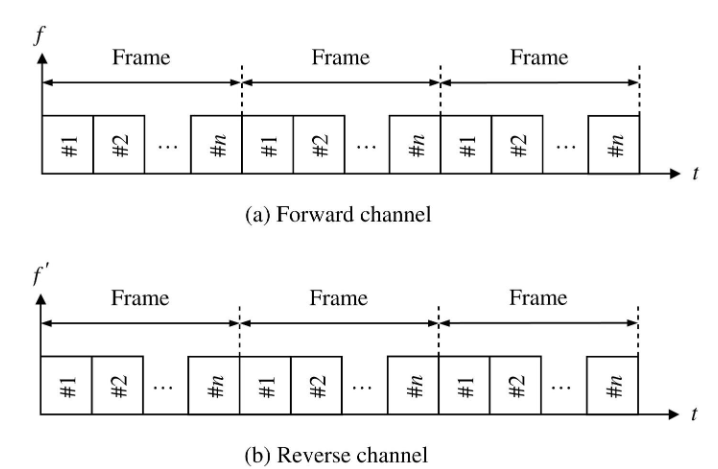 f
Frame Frame Frame
#1 #2 ... #n #1 #2 ... #n #1 #2 ... #n
t
(a) Forward channel
f'
Frame Frame Frame
#1 #2 ... #n #1 #2 ... #n #1 #2 ... #n
t
(b) Reverse channel